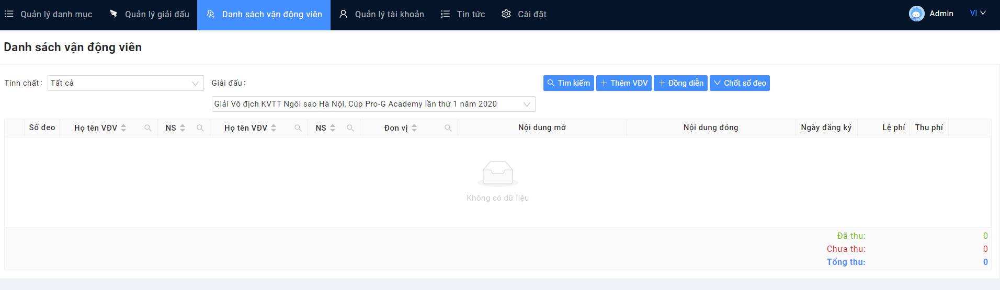 Quản lý danh mục Quản lý giải đấu Danh sách vận động viên Quản lý tài khoản Tin tức Cài đặt Admin VI
Danh sách vận động viên
Tính chất: Tất cả Giải đấu: Tìm kiếm Thêm VĐV Đồng diễn Chốt số đeo
Giải Vô địch KVTT Ngôi sao Hà Nội, Cúp Pro-G Academy lần thứ 1 năm 2020
Số đeo Họ tên VĐV NS Họ tên VĐV NS Đơn vị Nội dung mở Nội dung đóng Ngày đăng ký Lệ phí Thu phí
Không có dữ liệu
Đã thu: 0
Chưa thu: 0
Tổng thu: 0